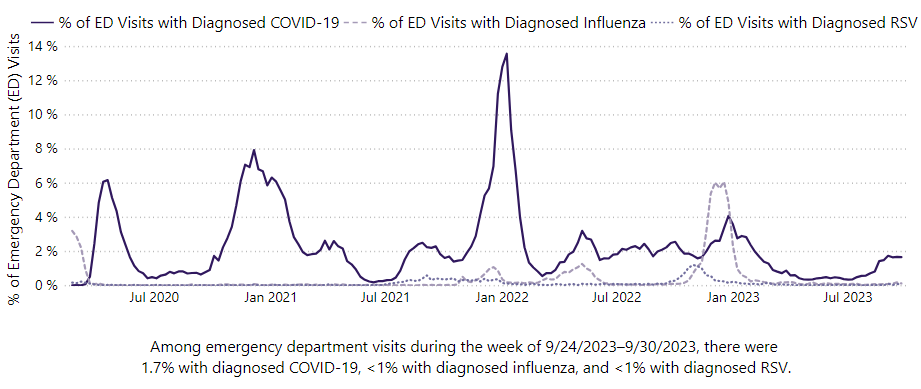 % of ED Visits with Diagnosed COVID-19 % of ED Visits with Diagnosed Influenza % of ED Visits with Diagnosed RSV
% of Emergency Department (ED) Visits
14 %
12 %
10 %
8 %
6 %
4 %
2 %
0 %
Jul 2020 Jan 2021 Jul 2021 Jan 2022 Jul 2022 Jan 2023 Jul 2023
Among emergency department visits during the week of 9/24/2023–9/30/2023, there were
1.7% with diagnosed COVID-19, <1% with diagnosed influenza, and <1% with diagnosed RSV.